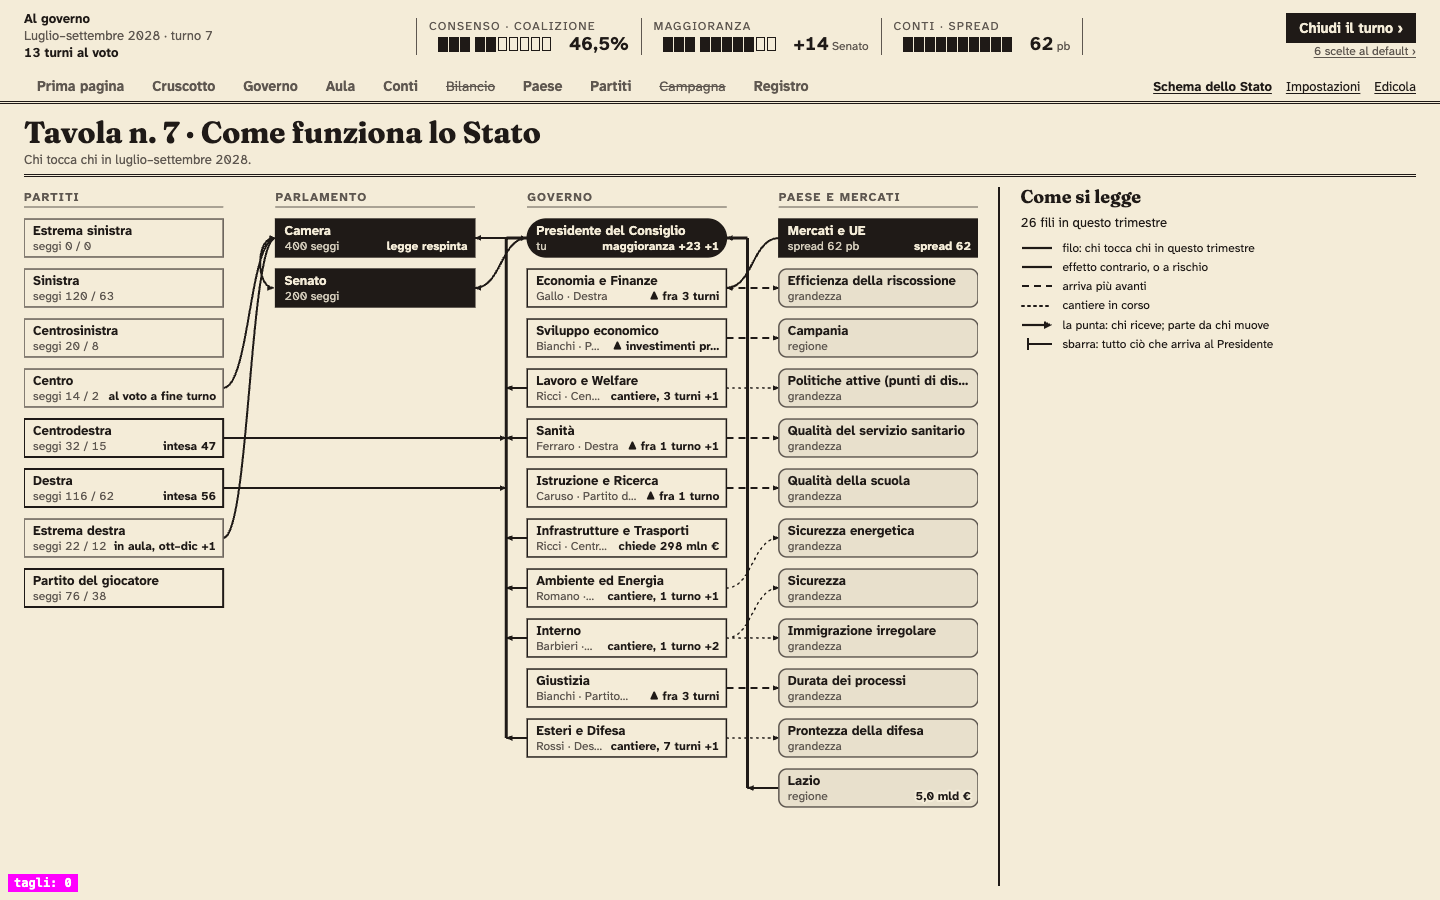 Al governo
Luglio–settembre 2028 · turno 7
13 turni al voto
CONSENSO · COALIZIONE
46,5%
MAGGIORANZA
+14 Senato
CONTI · SPREAD
62 pb
Chiudi il turno ›
6 scelte al default ›
Prima pagina Cruscotto Governo Aula Conti Bilancio Paese Partiti Campagna Registro
Schema dello Stato Impostazioni Edicola
Tavola n. 7 · Come funziona lo Stato
Chi tocca chi in luglio–settembre 2028.
PARTITI
Estrema sinistra
seggi 0 / 0
Sinistra
seggi 120 / 63
Centrosinistra
seggi 20 / 8
Centro
seggi 14 / 2 al voto a fine turno
Centrodestra
seggi 32 / 15 intesa 47
Destra
seggi 116 / 62 intesa 56
Estrema destra
seggi 22 / 12 in aula, ott–dic +1
Partito del giocatore
seggi 76 / 38
PARLAMENTO
Camera
400 seggi legge respinta
Senato
200 seggi
GOVERNO
Presidente del Consiglio
tu maggioranza +23 +1
Economia e Finanze
Gallo · Destra ▲ fra 3 turni
Sviluppo economico
Bianchi · P... ▲ investimenti pr...
Lavoro e Welfare
Ricci · Cen... cantiere, 3 turni +1
Sanità
Ferraro · Destra ▲ fra 1 turno +1
Istruzione e Ricerca
Caruso · Partito d... ▲ fra 1 turno
Infrastrutture e Trasporti
Ricci · Centr... chiede 298 mln €
Ambiente ed Energia
Romano ·... cantiere, 1 turno +1
Interno
Barbieri ·... cantiere, 1 turno +2
Giustizia
Bianchi · Partito... ▲ fra 3 turni
Esteri e Difesa
Rossi · Des... cantiere, 7 turni +1
PAESE E MERCATI
Mercati e UE
spread 62 pb spread 62
Efficienza della riscossione
grandezza
Campania
regione
Politiche attive (punti di dis...
grandezza
Qualità del servizio sanitario
grandezza
Qualità della scuola
grandezza
Sicurezza energetica
grandezza
Sicurezza
grandezza
Immigrazione irregolare
grandezza
Durata dei processi
grandezza
Prontezza della difesa
grandezza
Lazio
regione 5,0 mld €
Come si legge
26 fili in questo trimestre
filo: chi tocca chi in questo trimestre
effetto contrario, o a rischio
arriva più avanti
cantiere in corso
la punta: chi riceve; parte da chi muove
sbarra: tutto ciò che arriva al Presidente
tagli: 0